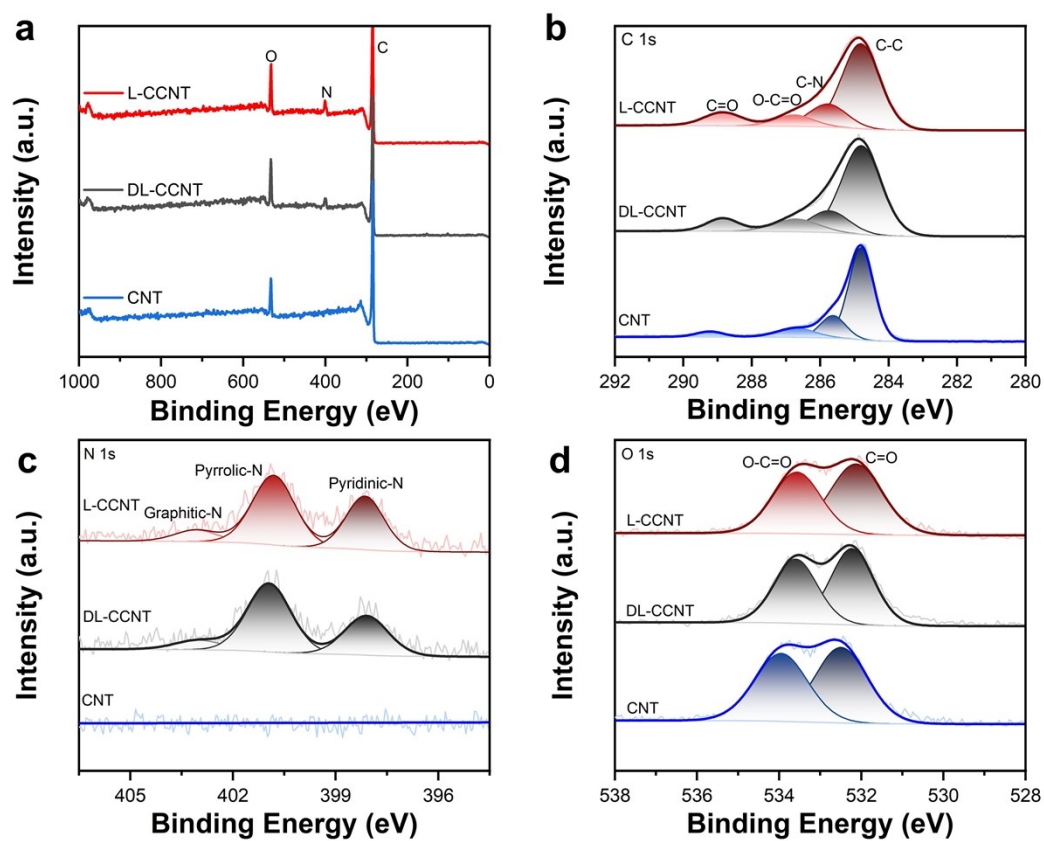 a
L-CCNT
O
N
C
DL-CCNT
CNT
1000 800 600 400 200 0
Binding Energy (eV)
Intensity (a.u.)
b
C 1s
C-C
C-N
O-C=O
C=O
L-CCNT
DL-CCNT
CNT
292 290 288 286 284 282 280
Binding Energy (eV)
Intensity (a.u.)
c
N 1s
Pyrrolic-N
Pyridinic-N
L-CCNT
Graphitic-N
DL-CCNT
CNT
405 402 399 396
Binding Energy (eV)
Intensity (a.u.)
d
O 1s
O-C=O
C=O
L-CCNT
DL-CCNT
CNT
538 536 534 532 530 528
Binding Energy (eV)
Intensity (a.u.)